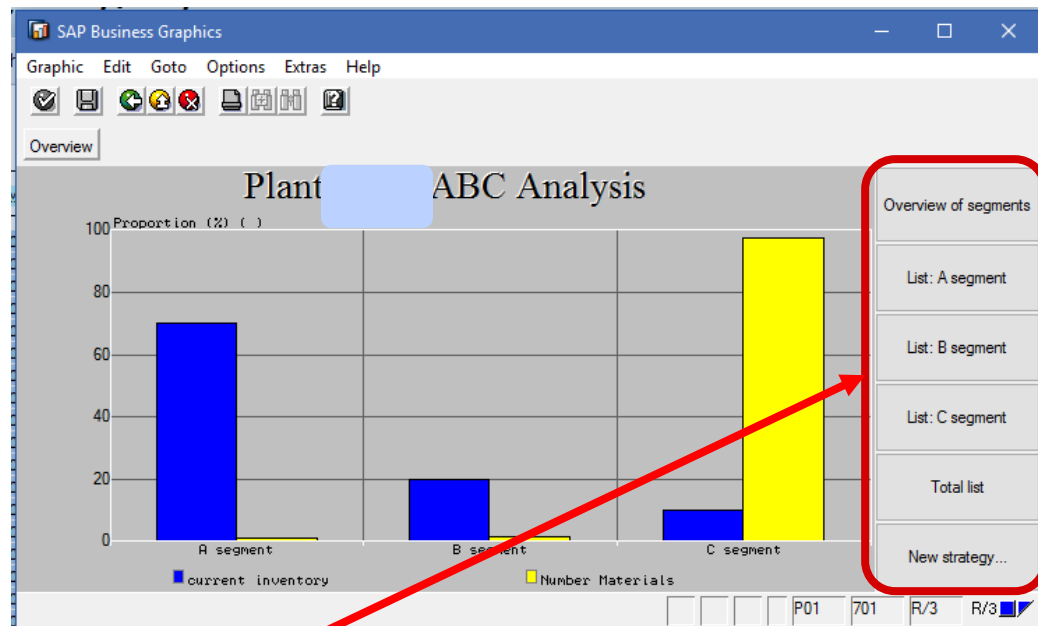 SAP Business Graphics
Graphic Edit Goto Options Extras Help
Overview
Plant ABC Analysis
Proportion (%) ( )
100
80
60
40
20
0
A segment B segment C segment
current inventory Number Materials
Overview of segments
List: A segment
List: B segment
List: C segment
Total list
New strategy...
P01 701 R/3 R/3